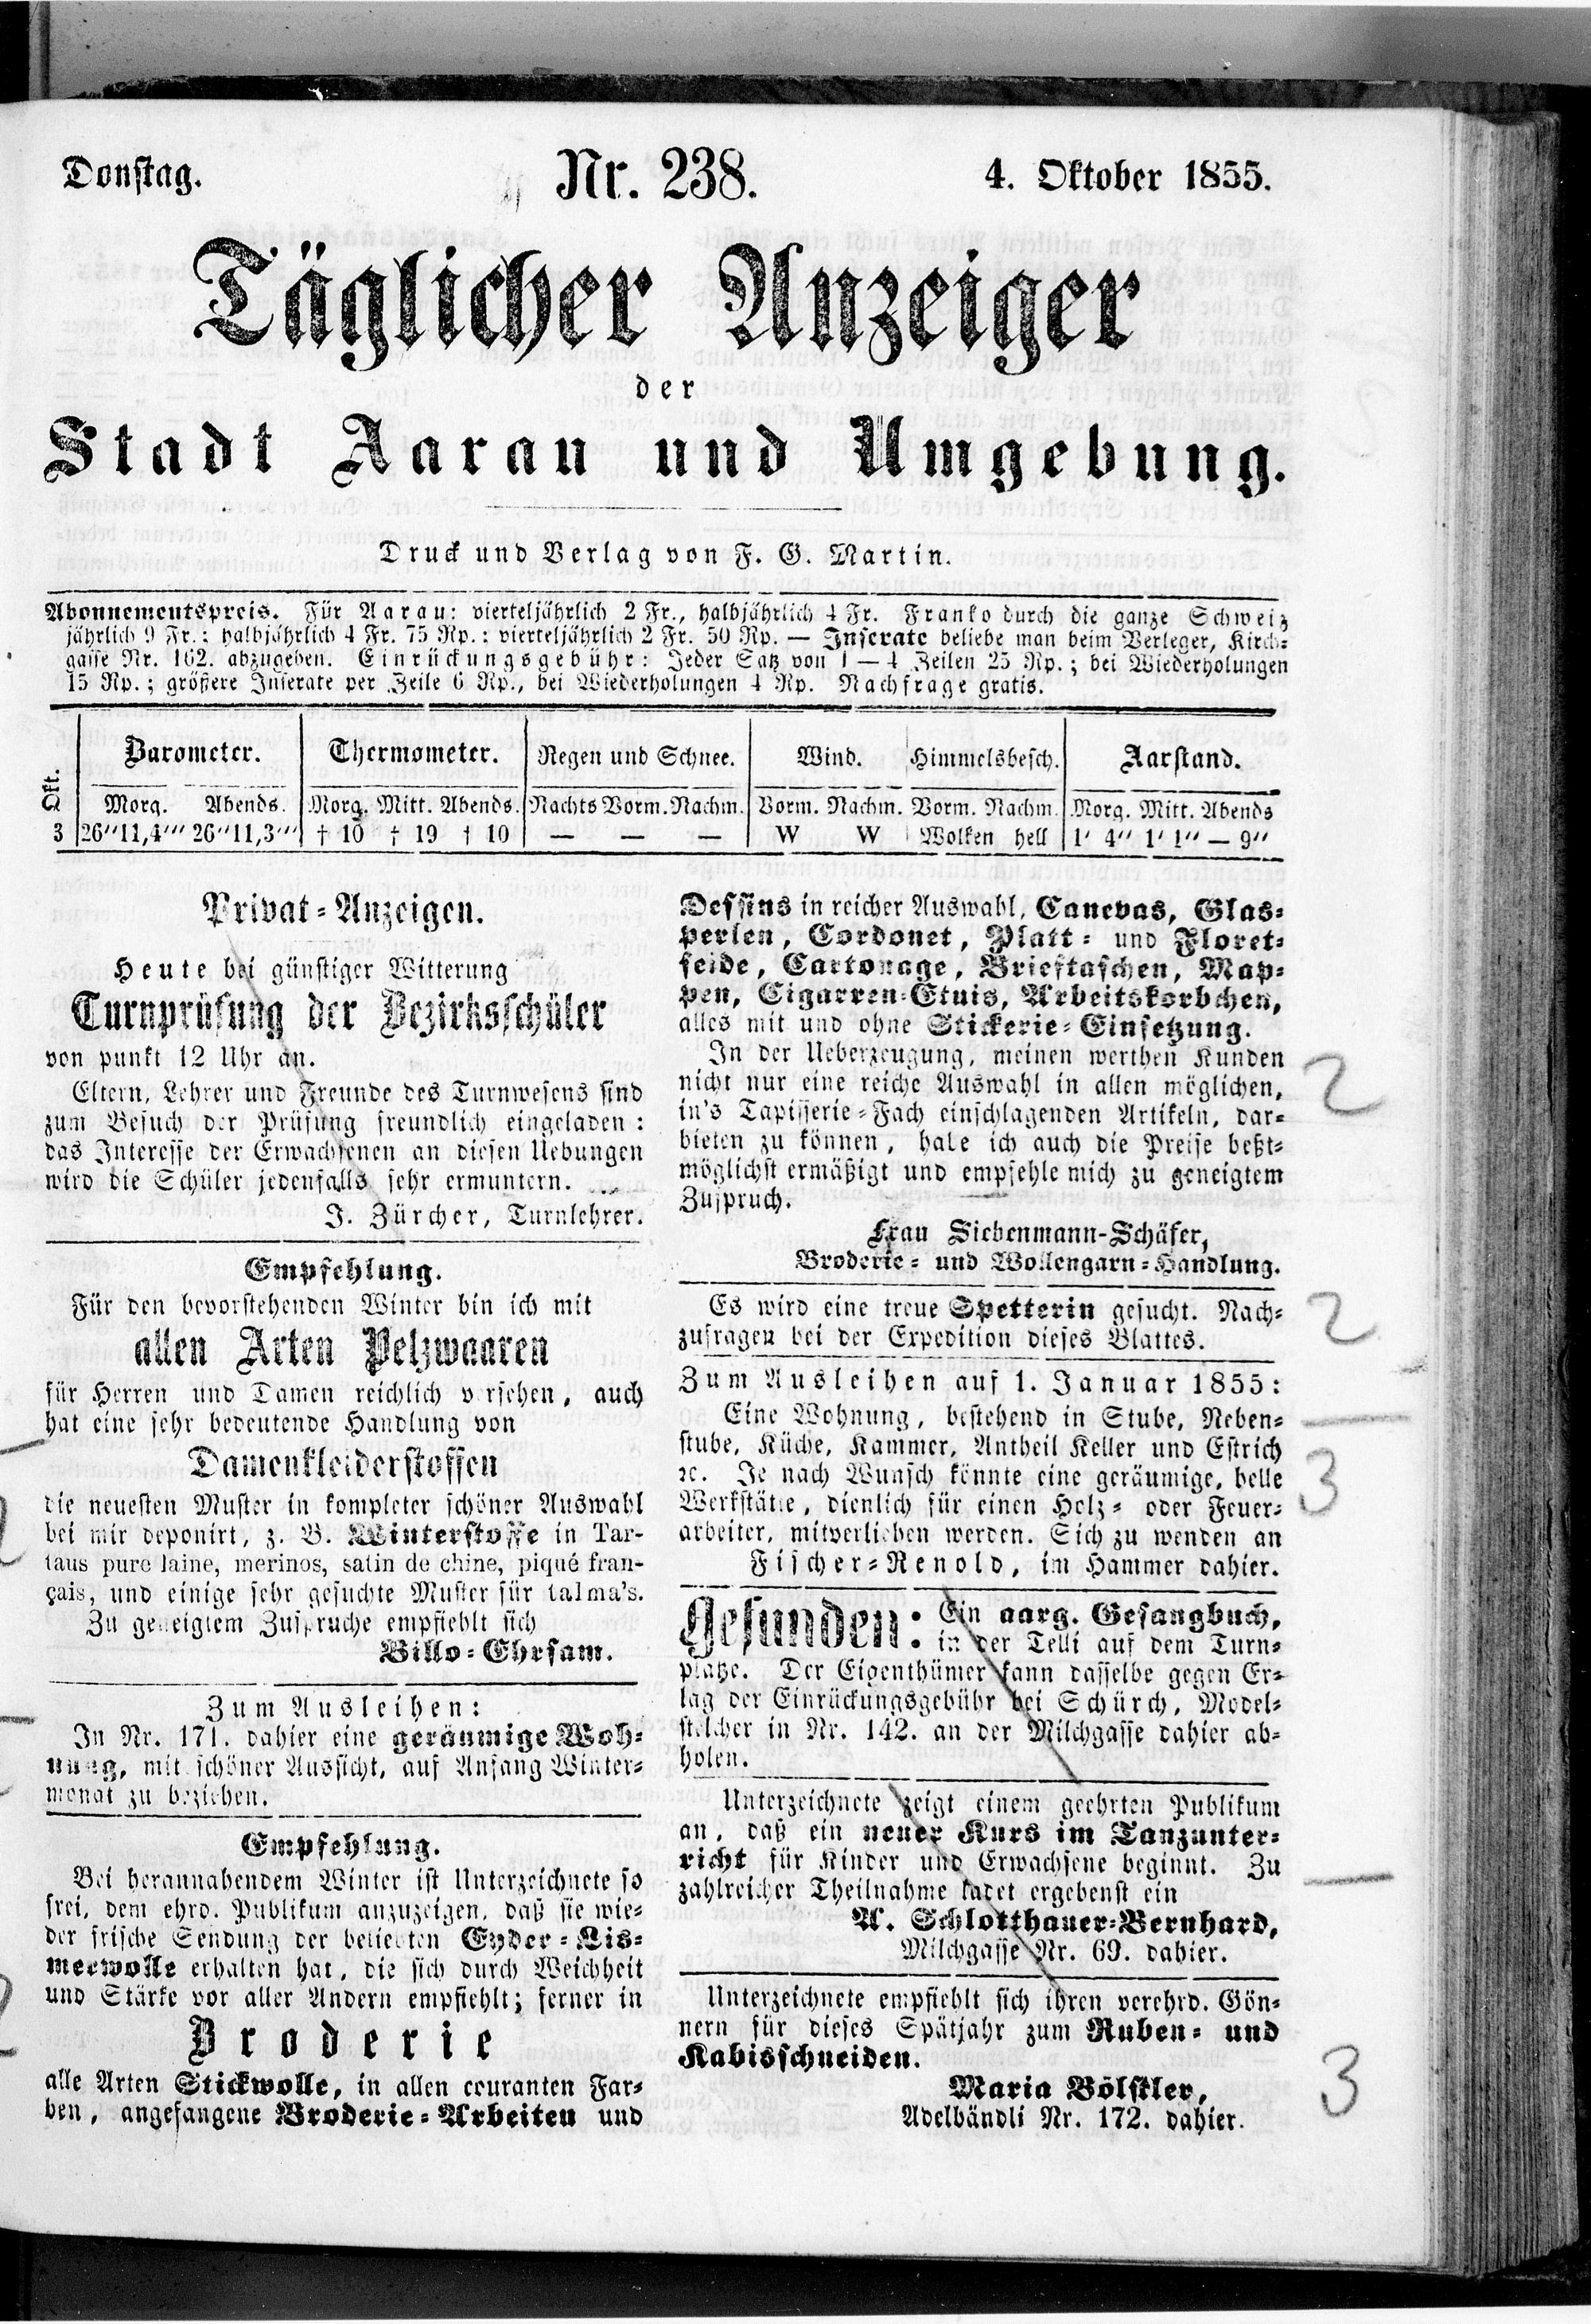 Donstag.
Nr. 238.
4. Oktober 1855.
Täglicher Anzeiger
der
Stadt Aarau und Umgebung.
Druck und Verlag von F. G. Martin.
Abonnementspreis. Für Aarau: vierteljährlich 2 Fr., halbjährlich 4 Fr. Franko durch die ganze Schweiz
jährlich 9 Fr.: halbjährlich 4 Fr. 75 Rp.: vierteljährlich 2 Fr. 50 Rp. — Inserate beliebe man beim Verleger, Kirch-
gasse Nr. 162. abzugeben. Einrückungsgebühr: Jeder Satz von 1 — 4 Zeilen 25 Rp.; bei Wiederholungen
15 Rp.; größere Inserate per Zeile 6 Rp., bei Wiederholungen 4 Rp. Nachfrage gratis.
Okt. Barometer. Thermometer. Regen und Schnee. Wind. Himmelsbesch. Aarstand.
Morg. Abends. Morg. Mitt. Abends. Nachts Vorm. Nachm. Vorm. Nachm. Vorm. Nachm. Morg. Mitt. Abends
3 26″11,4‴ 26″11,3‴ † 10 † 19 † 10 — — — W W Wolken hell 1′ 4″ 1′ 1″ — 9″
Privat-Anzeigen.
Heute bei günstiger Witterung
Turnprüfung der Bezirksschüler
von punkt 12 Uhr an.
Eltern, Lehrer und Freunde des Turnwesens sind
zum Besuch der Prüfung freundlich eingeladen:
das Interesse der Erwachsenen an diesen Uebungen
wird die Schüler jedenfalls sehr ermuntern.
J. Zürcher, Turnlehrer.
Empfehlung.
Für den bevorstehenden Winter bin ich mit
allen Arten Pelzwaaren
für Herren und Damen reichlich versehen, auch
hat eine sehr bedeutende Handlung von
Damenkleiderstoffen
die neuesten Muster in kompleter schöner Auswahl
bei mir deponirt, z. B. Winterstoffe in Tar-
taus pure laine, merinos, satin de chine, piqué fran-
çais, und einige sehr gesuchte Muster für talma's.
Zu geneigtem Zuspruche empfiehlt sich
Billo-Ehrsam.
Zum Ausleihen:
In Nr. 171. dahier eine geräumige Woh-
nung, mit schöner Aussicht, auf Anfang Winter-
monat zu beziehen.
Empfehlung.
Bei herannahendem Winter ist Unterzeichnete so
frei, dem ehrd. Publikum anzuzeigen, daß sie wie-
der frische Sendung der beliebten Eyder-Lis-
merwolle erhalten hat, die sich durch Weichheit
und Stärke vor aller Andern empfiehlt; ferner in
Broderie
alle Arten Stickwolle, in allen couranten Far-
ben, angefangene Broderie-Arbeiten und
Dessins in reicher Auswahl, Canevas, Glas-
perlen, Cordonet, Platt- und Floret-
seide, Cartonage, Brieftaschen, Map-
pen, Cigarren-Etuis, Arbeitskorbchen,
alles mit und ohne Stickerie-Einsetzung.
In der Ueberzeugung, meinen werthen Kunden
nicht nur eine reiche Auswahl in allen möglichen,
in's Tapisserie-Fach einschlagenden Artikeln, dar-
bieten zu können, habe ich auch die Preise beßt-
möglichst ermäßigt und empfehle mich zu geneigtem
Zuspruch.
Frau Siebenmann-Schäfer,
Broderie- und Wollengarn-Handlung.
2
Es wird eine treue Spetterin gesucht. Nach-
zufragen bei der Expedition dieses Blattes.
2
Zum Ausleihen auf 1. Januar 1855:
Eine Wohnung, bestehend in Stube, Neben-
stube, Küche, Kammer, Antheil Keller und Estrich
ꝛc. Je nach Wunsch könnte eine geräumige, helle
Werkstätte, dienlich für einen Holz- oder Feuer-
arbeiter, mitverliehen werden. Sich zu wenden an
Fischer-Renold, im Hammer dahier.
3
Gefunden: Ein aarg. Gesangbuch,
in der Telli auf dem Turn-
platze. Der Eigenthümer kann dasselbe gegen Er-
lag der Einrückungsgebühr bei Schürch, Model-
stecher in Nr. 142. an der Milchgasse dahier ab-
holen.
Unterzeichnete zeigt einem geehrten Publikum
an, daß ein neuer Kurs im Tanzunter-
richt für Kinder und Erwachsene beginnt. Zu
zahlreicher Theilnahme ladet ergebenst ein
A. Schlotthauer-Bernhard,
Milchgasse Nr. 69. dahier.
Unterzeichnete empfiehlt sich ihren verehrd. Gön-
nern für dieses Spätjahr zum Ruben- und
Kabisschneiden.
Maria Bölstler,
Adelbändli Nr. 172. dahier.
3